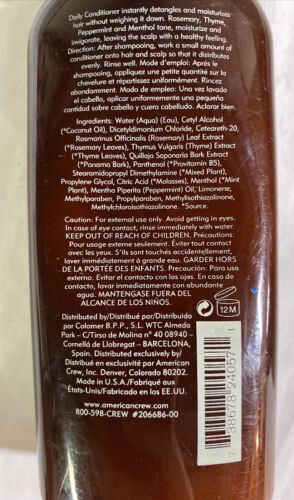 Daily Conditioner instantly detangles and moisturizes
hair without weighing it down. Rosemary, Thyme,
Peppermint and Menthol tone, moisturize and
invigorate, leaving the scalp with a healthy feeling.
Direction: After shampooing, work a small amount of
conditioner onto hair and scalp so that it distributes
evenly. Rinse well. Mode d'emploi: Après le
shampooing, appliquez une petite quantité sur la
chevelure et répartissez uniformément. Rincez
abondamment. Modo de empleo: Una vez lavado
el cabello, aplicar uniformemente una pequeña
cantidad sobre cabello y cuero cabelludo. Aclarar bien.
Ingredients: Water (Aqua) (Eau), Cetyl Alcohol
(*Coconut Oil), Dicetyldimonium Chloride, Ceteareth-20,
Rosmarinus Officinalis (Rosemary) Leaf Extract
(*Rosemary Leaves), Thymus Vulgaris (Thyme) Extract
(*Thyme Leaves), Quillaja Saponaria Bark Extract
(*Panama Bark), Panthenol (*Provitamin B5),
Stearamidopropyl Dimethylamine (*Mixed Plant),
Propylene Glycol, Citric Acid (*Molasses), Menthol (*Mint
Plant), Mentha Piperita (Peppermint) Oil, Limonene,
Methylparaben, Propylparaben, Methylisothiazolinone,
Methylchloroisothiazolinone. *Source.
Caution: For external use only. Avoid getting in eyes.
In case of eye contact, rinse immediately with water.
KEEP OUT OF REACH OF CHILDREN. Précautions:
Pour usage externe seulement. Éviter tout contact
avec les yeux. S'ils sont touchés accidentellement,
laver immédiatement à grande eau. GARDER HORS
DE LA PORTÉE DES ENFANTS. Precaución: Para uso
externo. Evitar el contacto con los ojos. En caso de
contacto, lavar inmediatamente con agua
abundante. MANTENGASE FUERA DEL
ALCANCE DE LOS NIÑOS.
12 M
Distributed by/Distribué par/Distribuido
por Colomer B.P.P., S.L. WTC Almeda
Park – C/Tirso de Molina n° 40 08940 -
Cornellá de Llobregat – BARCELONA,
Spain. Distributed exclusively by/
Distribué en exclusivité par American
Crew, Inc. Denver, Colorado 80202.
Made in U.S.A./Fabriqué aux
États-Unis/Fabricado en los EE.UU.
www.americancrew.com
800-598-CREW #206686-00
7 38678 24057 1